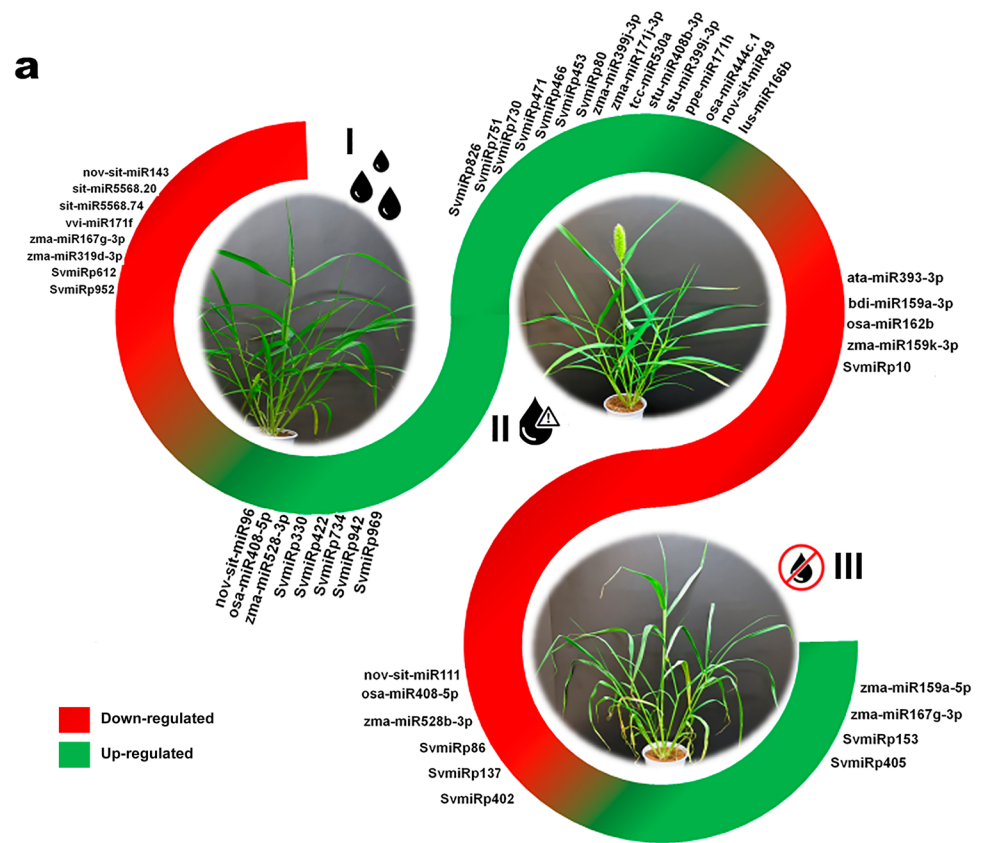 a
I
nov-sit-miR143
sit-miR5568.20
sit-miR5568.74
vvi-miR171f
zma-miR167g-3p
zma-miR319d-3p
SvmiRp612
SvmiRp952
nov-sit-miR96
osa-miR408-5p
zma-miR528-3p
SvmiRp330
SvmiRp422
SvmiRp734
SvmiRp942
SvmiRp969
II
SvmiRp826
SvmiRp751
SvmiRp730
SvmiRp471
SvmiRp466
SvmiRp453
SvmiRp80
zma-miR399j-3p
zma-miR171j-3p
tcc-miR530a
stu-miR408b-3p
stu-miR399i-3p
ppe-miR171h
osa-miR444c.1
nov-sit-miR49
lus-miR166b
ata-miR393-3p
bdi-miR159a-3p
osa-miR162b
zma-miR159k-3p
SvmiRp10
III
nov-sit-miR111
osa-miR408-5p
zma-miR528b-3p
SvmiRp86
SvmiRp137
SvmiRp402
zma-miR159a-5p
zma-miR167g-3p
SvmiRp153
SvmiRp405
Down-regulated
Up-regulated